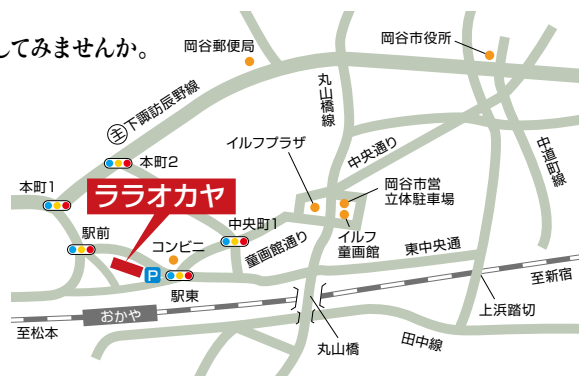 してみませんか。
岡谷郵便局
岡谷市役所
丸山橋線
主下諏訪辰野線
イルフプラザ
中央通り
中道町線
本町2
本町1
ララオカヤ
岡谷市営
立体駐車場
駅前
コンビニ
中央町1
童画館通り
イルフ
童画館
東中央通
P
駅東
至新宿
おかや
上浜踏切
至松本
丸山橋
田中線